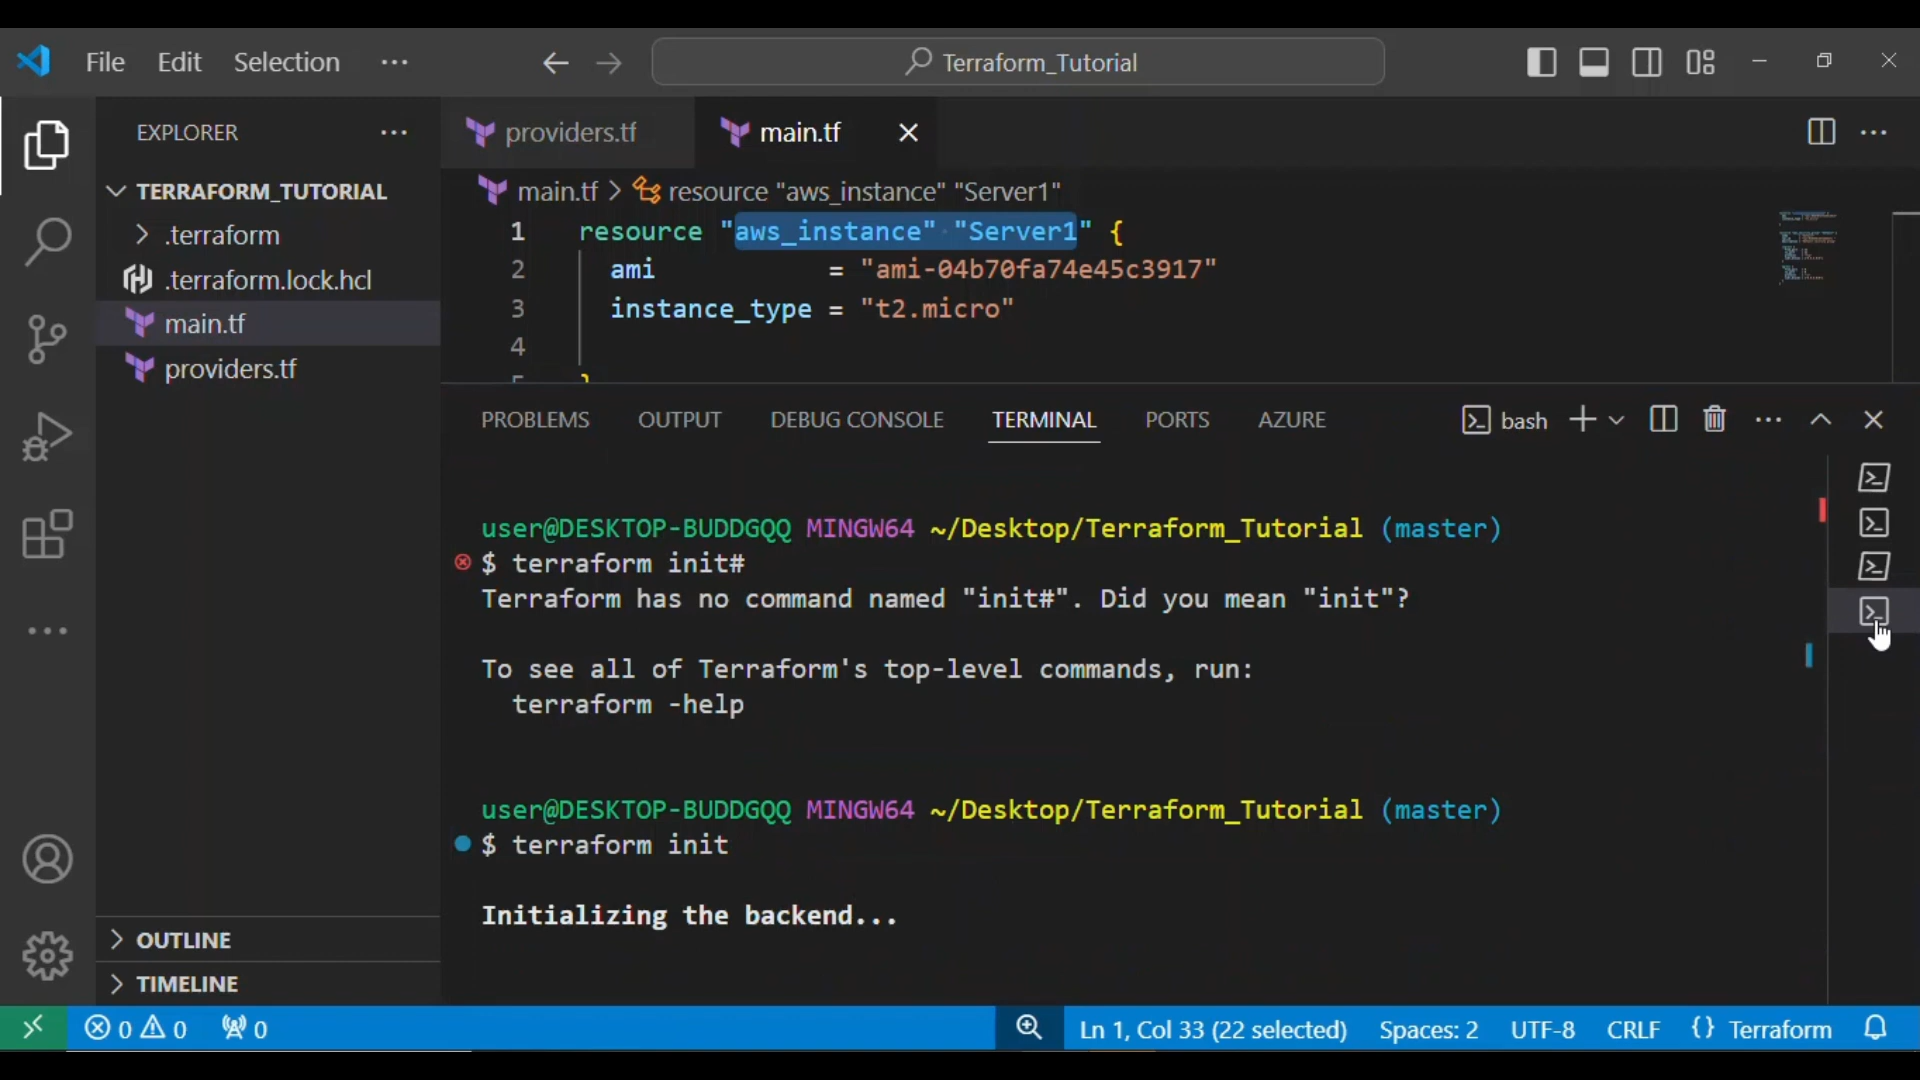 File Edit Selection ··· Terraform_Tutorial
EXPLORER ···
TERRAFORM_TUTORIAL
.terraform
.terraform.lock.hcl
main.tf
providers.tf
OUTLINE
TIMELINE
providers.tf main.tf
main.tf > resource "aws_instance" "Server1"
1 resource "aws_instance" "Server1" {
2 ami = "ami-04b70fa74e45c3917"
3 instance_type = "t2.micro"
4
5 }
PROBLEMS OUTPUT DEBUG CONSOLE TERMINAL PORTS AZURE bash
user@DESKTOP-BUDDGQQ MINGW64 ~/Desktop/Terraform_Tutorial (master)
$ terraform init#
Terraform has no command named "init#". Did you mean "init"?
To see all of Terraform's top-level commands, run:
terraform -help
user@DESKTOP-BUDDGQQ MINGW64 ~/Desktop/Terraform_Tutorial (master)
$ terraform init
Initializing the backend...
0 0 0 Ln 1, Col 33 (22 selected) Spaces: 2 UTF-8 CRLF {} Terraform